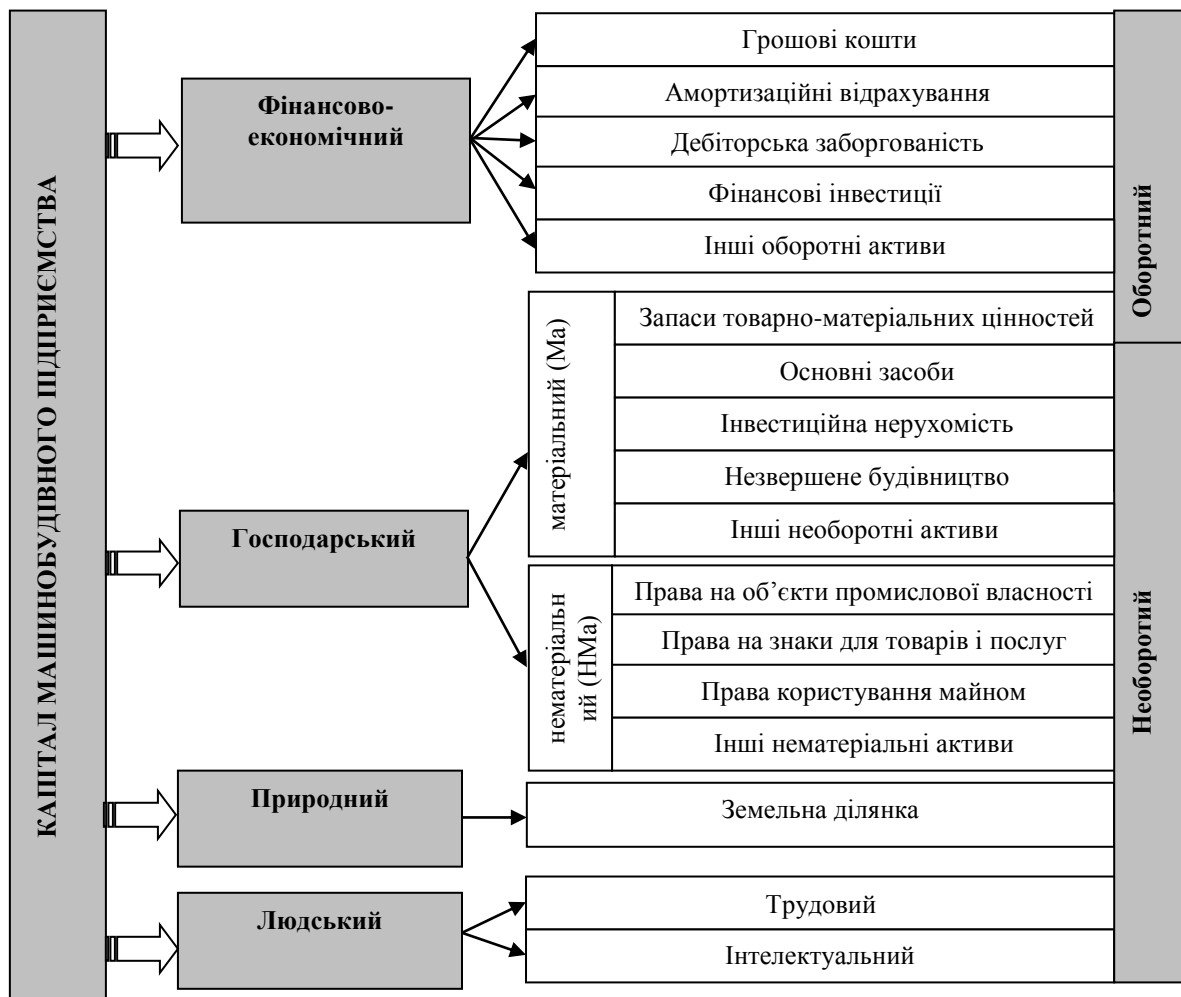 КАПІТАЛ МАШИНОБУДІВНОГО ПІДПРИЄМСТВА
Фінансово-
економічний
Грошові кошти
Амортизаційні відрахування
Дебіторська заборгованість
Фінансові інвестиції
Інші оборотні активи
Оборотний
Господарський
матеріальний (Ма)
Запаси товарно-матеріальних цінностей
Основні засоби
Інвестиційна нерухомість
Незвершене будівництво
Інші необоротні активи
нематеріальн
ий (НМа)
Права на об’єкти промислової власності
Права на знаки для товарів і послуг
Права користування майном
Інші нематеріальні активи
Необоротий
Природний
Земельна ділянка
Людський
Трудовий
Інтелектуальний